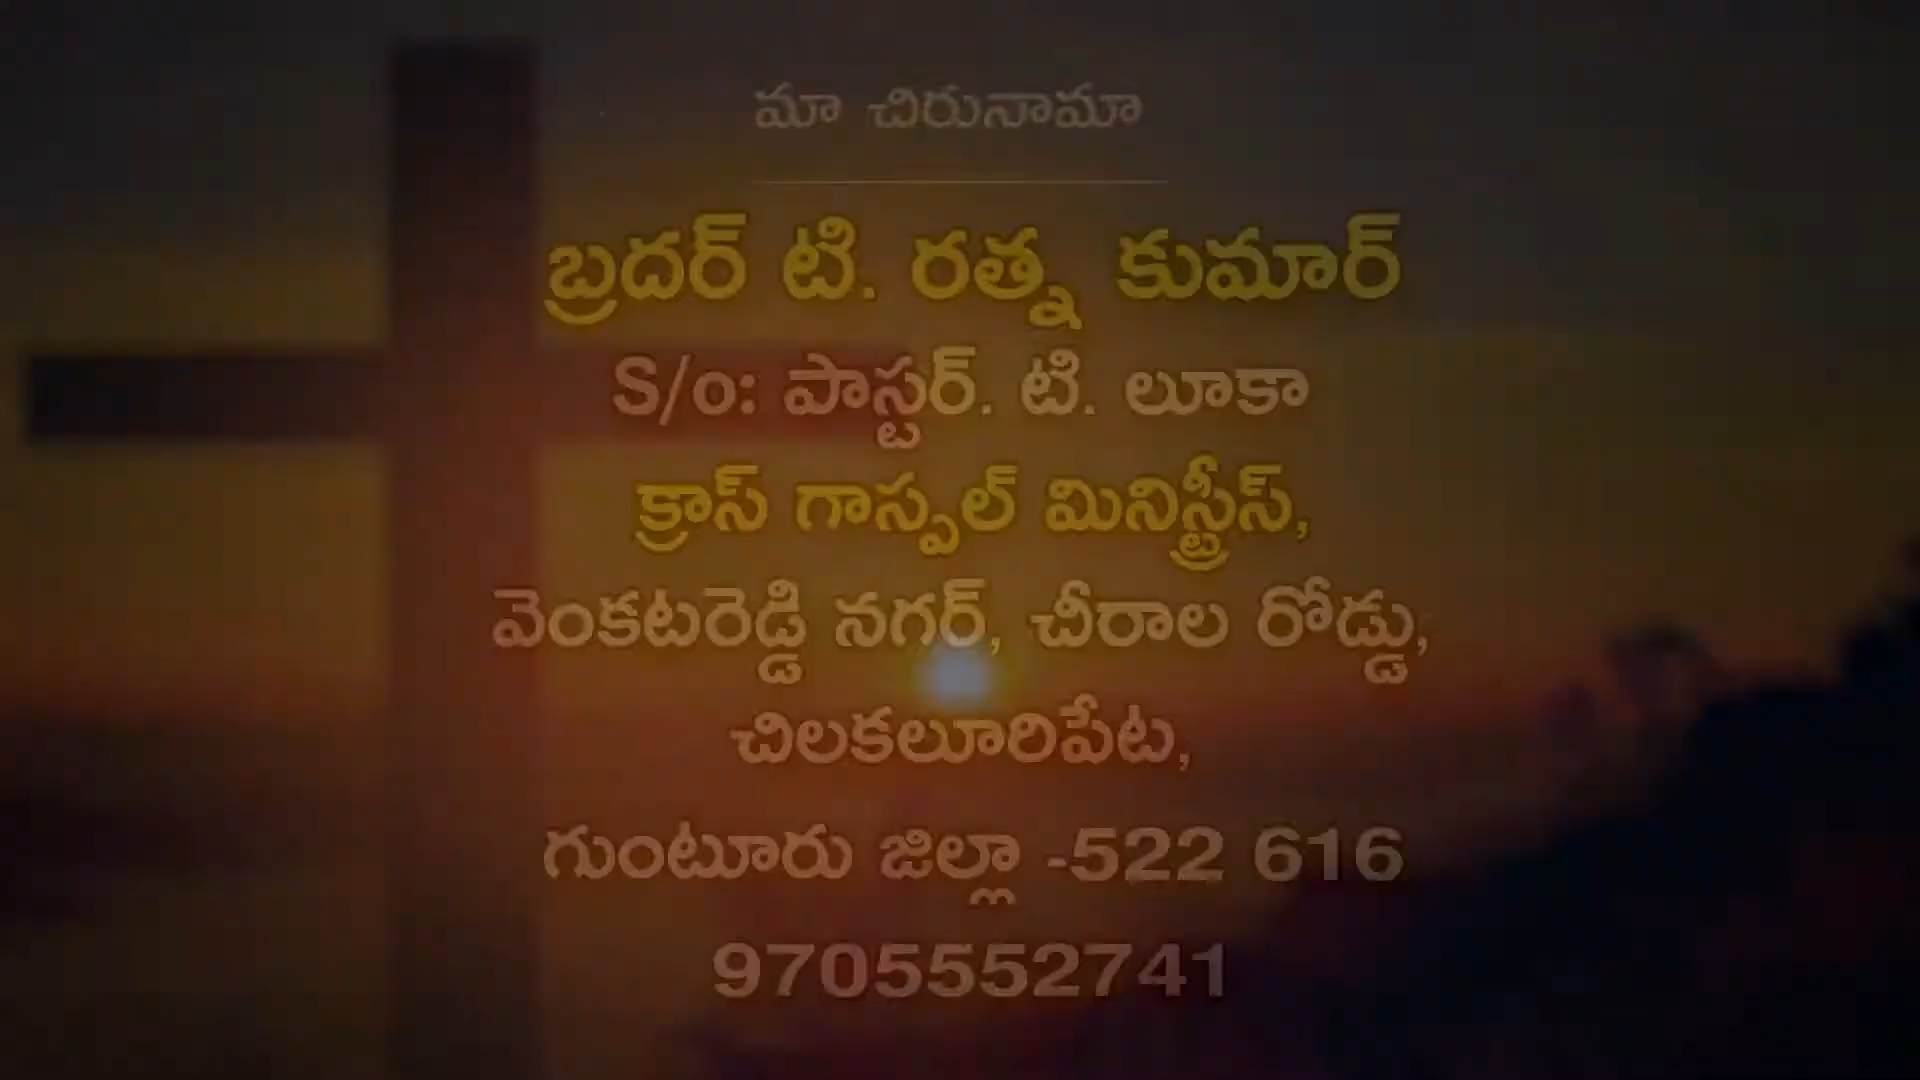 మా చిరునామా
బ్రదర్ టి. రత్న కుమార్
S/o: పాస్టర్. టి. లూకా
క్రాస్ గాస్పల్ మినిస్ట్రీస్,
వెంకటరెడ్డి నగర్, చీరాల రోడ్డు,
చిలకలూరిపేట,
గుంటూరు జిల్లా -522 616
9705552741